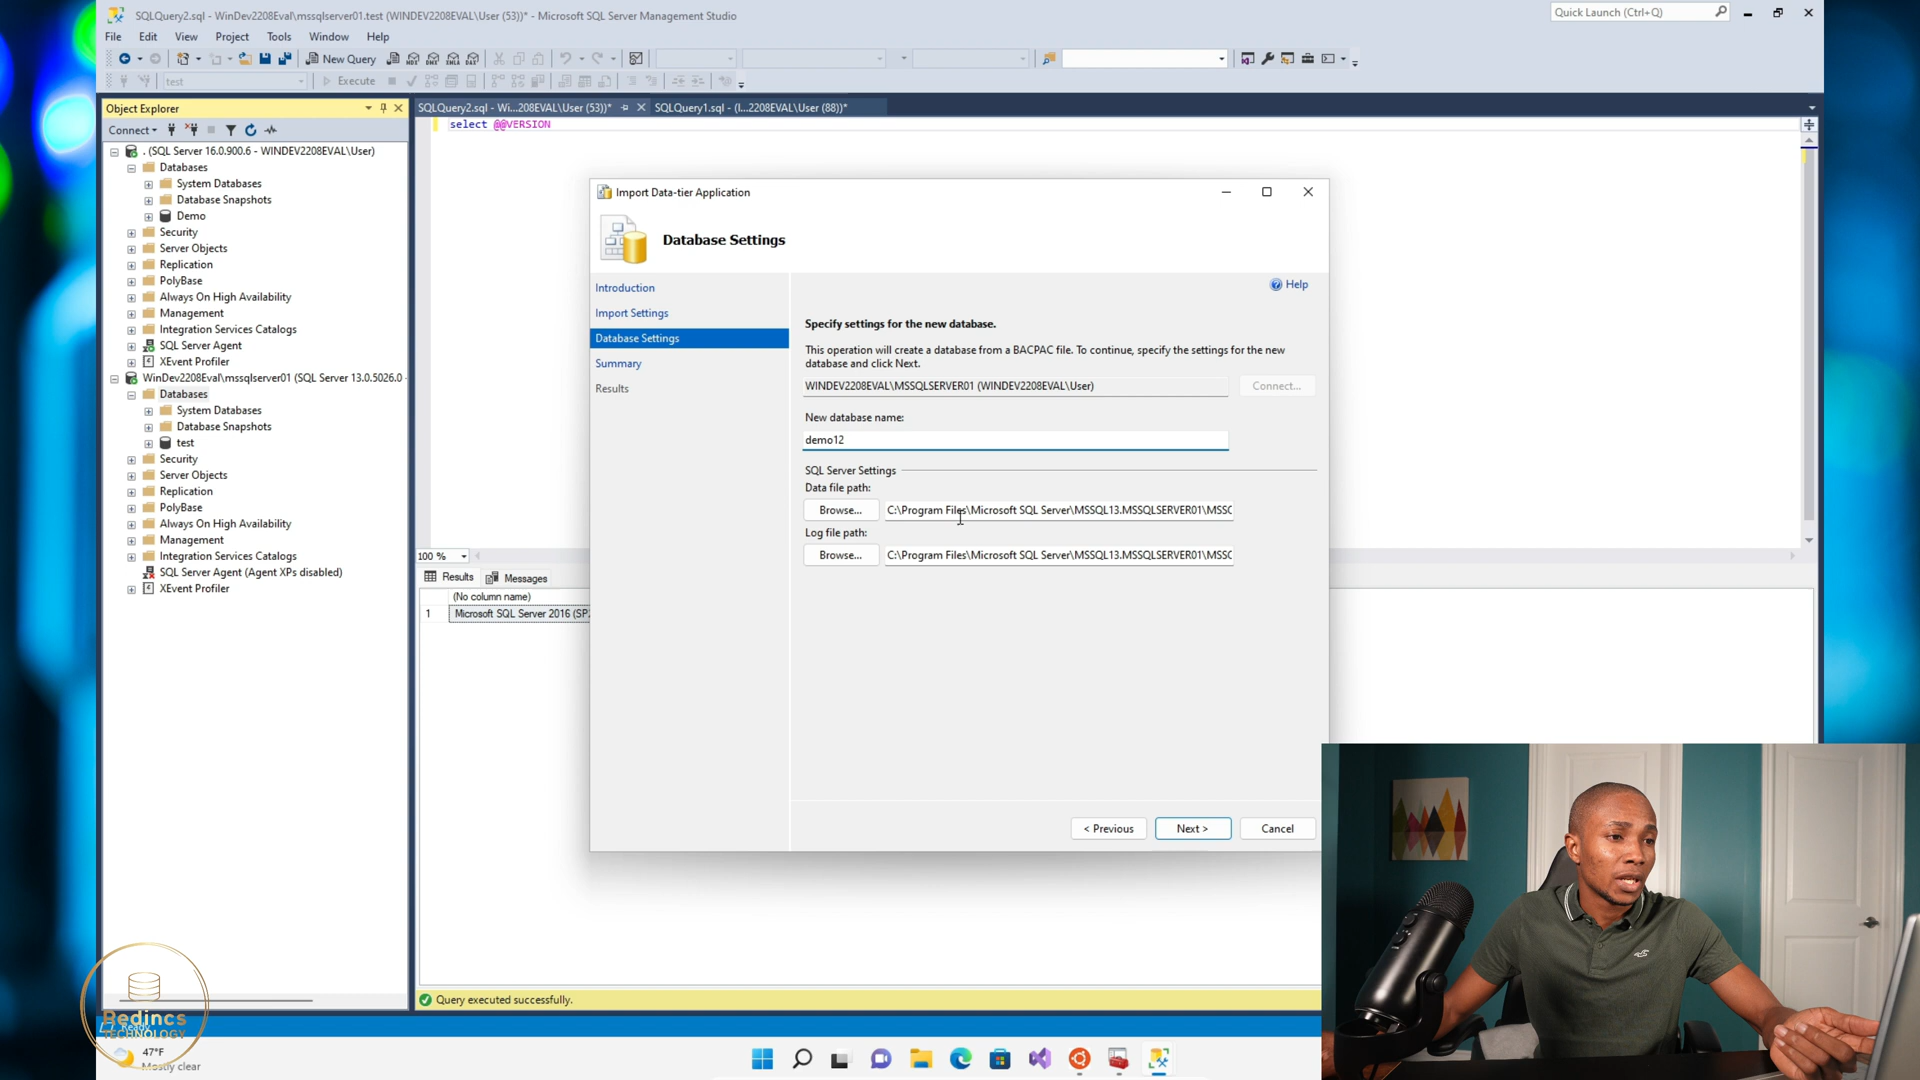 SQLQuery2.sql - WinDev2208Eval\mssqlserver01.test (WINDEV2208EVAL\User (53))* - Microsoft SQL Server Management Studio
Quick Launch (Ctrl+Q)
File Edit View Project Tools Window Help
New Query
test
Execute
Object Explorer
Connect
. (SQL Server 16.0.900.6 - WINDEV2208EVAL\User)
Databases
System Databases
Database Snapshots
Demo
Security
Server Objects
Replication
PolyBase
Always On High Availability
Management
Integration Services Catalogs
SQL Server Agent
XEvent Profiler
WinDev2208Eval\mssqlserver01 (SQL Server 13.0.5026.0 -
Databases
System Databases
Database Snapshots
test
Security
Server Objects
Replication
PolyBase
Always On High Availability
Management
Integration Services Catalogs
SQL Server Agent (Agent XPs disabled)
XEvent Profiler
SQLQuery2.sql - Wi...208EVAL\User (53))*
SQLQuery1.sql - (l...2208EVAL\User (88))*
select @@VERSION
100 %
Results Messages
(No column name)
1 Microsoft SQL Server 2016 (SP
Query executed successfully.
Import Data-tier Application
Database Settings
Introduction
Import Settings
Database Settings
Summary
Results
Help
Specify settings for the new database.
This operation will create a database from a BACPAC file. To continue, specify the settings for the new
database and click Next.
WINDEV2208EVAL\MSSQLSERVER01 (WINDEV2208EVAL\User)
Connect...
New database name:
demo12
SQL Server Settings
Data file path:
Browse... C:\Program Files\Microsoft SQL Server\MSSQL13.MSSQLSERVER01\MSSQ
Log file path:
Browse... C:\Program Files\Microsoft SQL Server\MSSQL13.MSSQLSERVER01\MSSQ
< Previous
Next >
Cancel
Redincs
TECHNOLOGY
Ready
47°F
Mostly clear